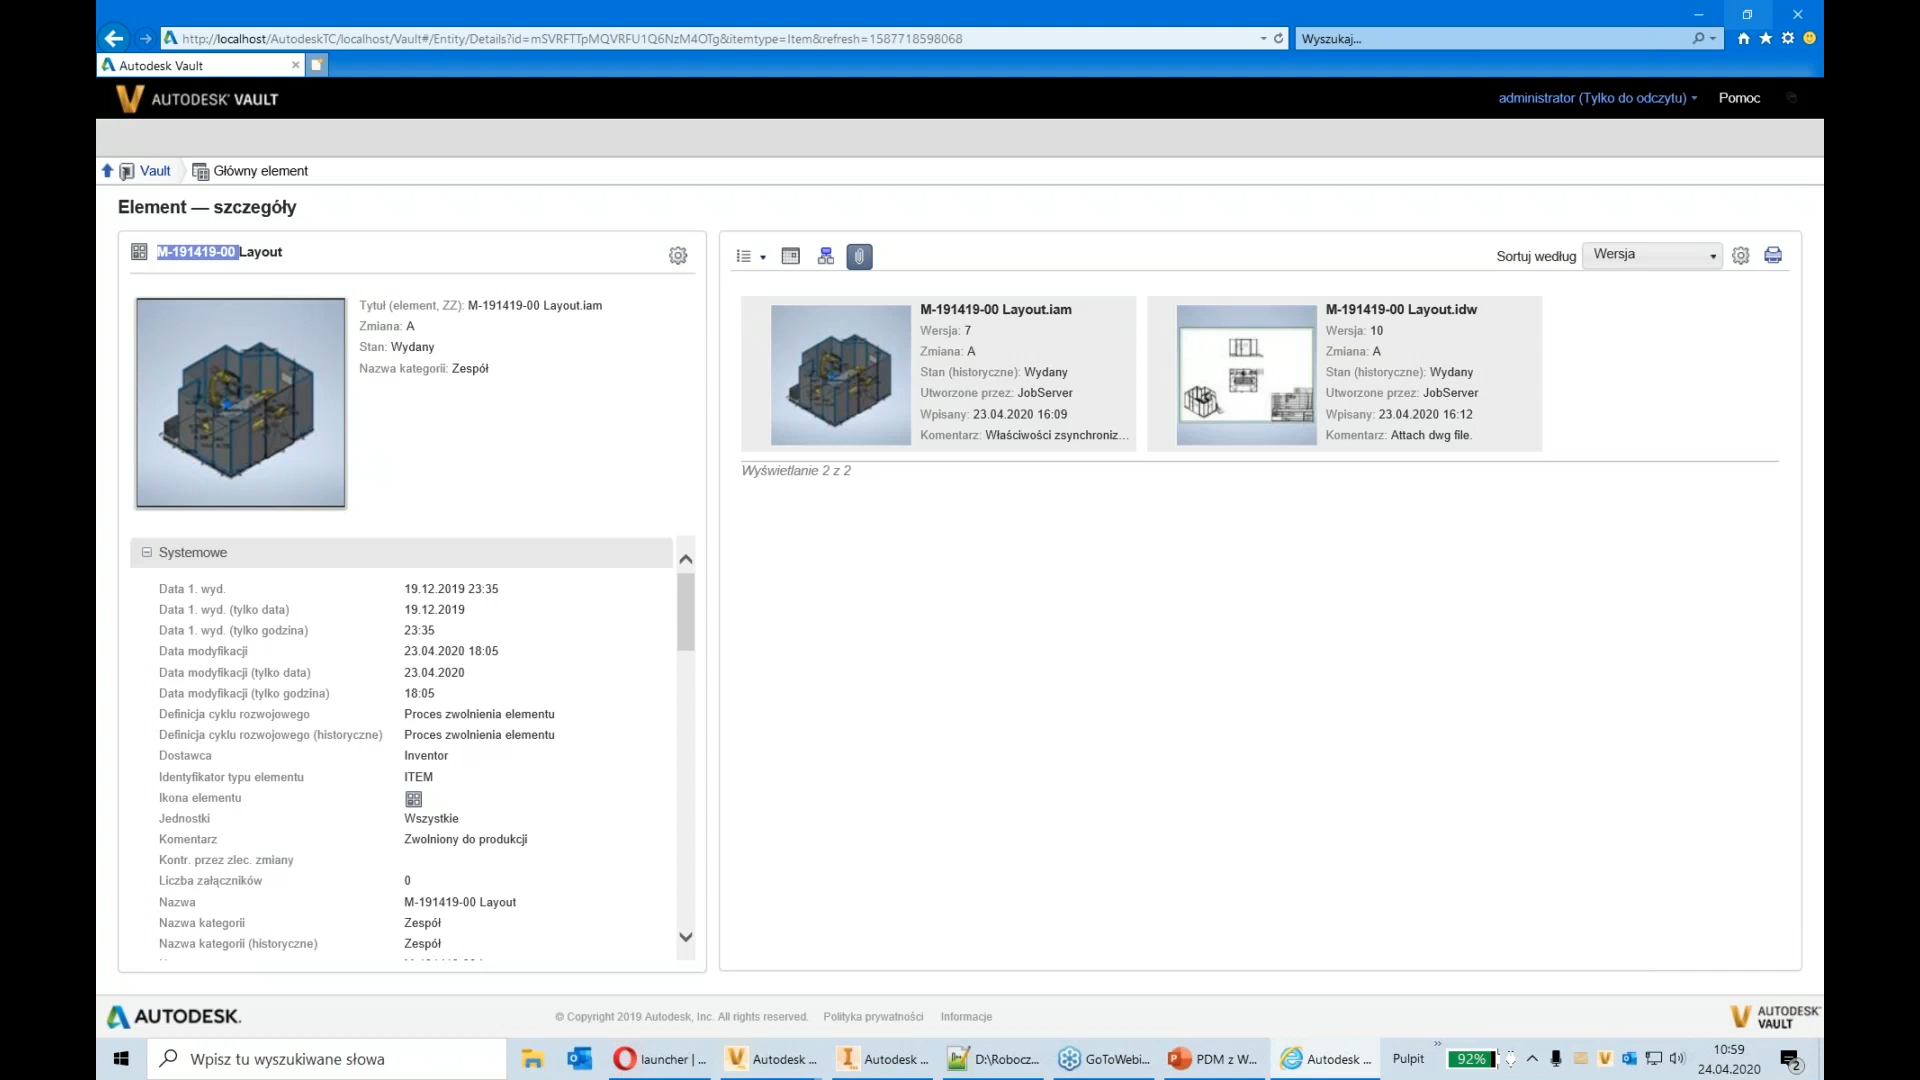 http://localhost/AutodeskTC/localhost/Vault#/Entity/Details?id=mSVRFTTpMQVRFU1Q6NzM4OTg&itemtype=Item&refresh=1587718598068
Wyszukaj...
Autodesk Vault
AUTODESK® VAULT
administrator (Tylko do odczytu)
Pomoc
Vault
Główny element
Element — szczegóły
M-191419-00 Layout
Tytuł (element, ZZ): M-191419-00 Layout.iam
Zmiana: A
Stan: Wydany
Nazwa kategorii: Zespół
Systemowe
Data 1. wyd. 19.12.2019 23:35
Data 1. wyd. (tylko data) 19.12.2019
Data 1. wyd. (tylko godzina) 23:35
Data modyfikacji 23.04.2020 18:05
Data modyfikacji (tylko data) 23.04.2020
Data modyfikacji (tylko godzina) 18:05
Definicja cyklu rozwojowego Proces zwolnienia elementu
Definicja cyklu rozwojowego (historyczne) Proces zwolnienia elementu
Dostawca Inventor
Identyfikator typu elementu ITEM
Ikona elementu
Jednostki Wszystkie
Komentarz Zwolniony do produkcji
Kontr. przez zlec. zmiany
Liczba załączników 0
Nazwa M-191419-00 Layout
Nazwa kategorii Zespół
Nazwa kategorii (historyczne) Zespół
Sortuj według Wersja
M-191419-00 Layout.iam
Wersja: 7
Zmiana: A
Stan (historyczne): Wydany
Utworzone przez: JobServer
Wpisany: 23.04.2020 16:09
Komentarz: Właściwości zsynchroniz...
M-191419-00 Layout.idw
Wersja: 10
Zmiana: A
Stan (historyczne): Wydany
Utworzone przez: JobServer
Wpisany: 23.04.2020 16:12
Komentarz: Attach dwg file.
Wyświetlanie 2 z 2
AUTODESK.
© Copyright 2019 Autodesk, Inc. All rights reserved. Polityka prywatności Informacje
AUTODESK®
VAULT
Wpisz tu wyszukiwane słowa
launcher | ...
Autodesk ...
Autodesk ...
D:\Robocz...
GoToWebi...
PDM z W...
Autodesk ...
Pulpit
92%
10:59
24.04.2020
2